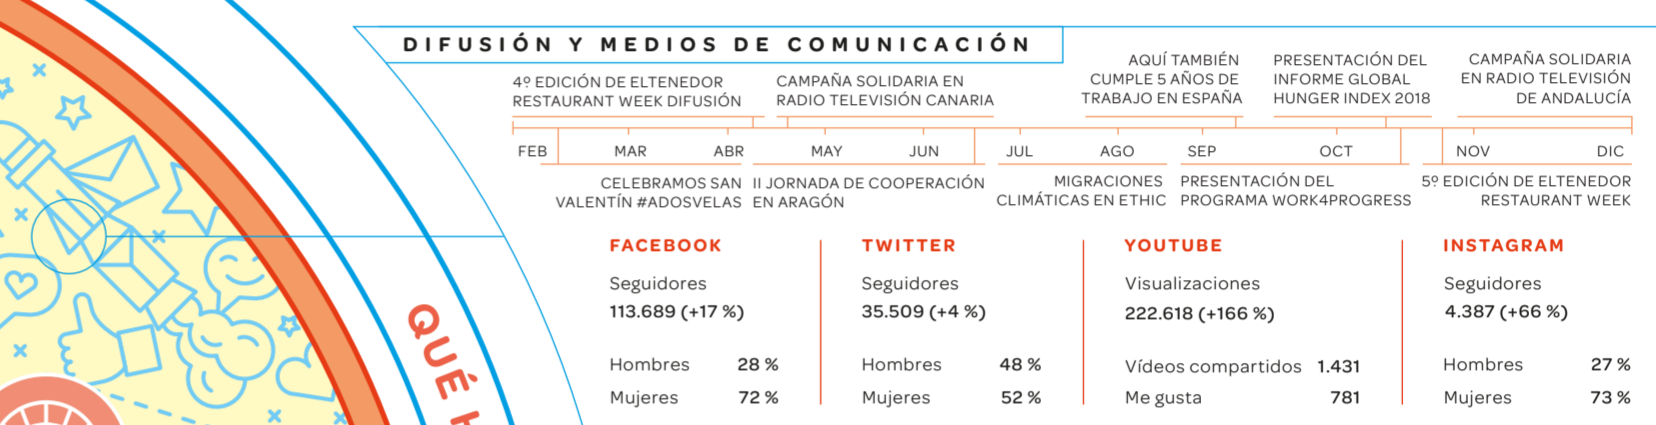 DIFUSIÓN Y MEDIOS DE COMUNICACIÓN
4º EDICIÓN DE ELTENEDOR
RESTAURANT WEEK DIFUSIÓN
CAMPAÑA SOLIDARIA EN
RADIO TELEVISIÓN CANARIA
AQUÍ TAMBIÉN
CUMPLE 5 AÑOS DE
TRABAJO EN ESPAÑA
PRESENTACIÓN DEL
INFORME GLOBAL
HUNGER INDEX 2018
CAMPAÑA SOLIDARIA
EN RADIO TELEVISIÓN
DE ANDALUCÍA
FEB MAR ABR MAY JUN JUL AGO SEP OCT NOV DIC
CELEBRAMOS SAN
VALENTÍN #ADOSVELAS
II JORNADA DE COOPERACIÓN
EN ARAGÓN
MIGRACIONES
CLIMÁTICAS EN ETHIC
PRESENTACIÓN DEL
PROGRAMA WORK4PROGRESS
5º EDICIÓN DE ELTENEDOR
RESTAURANT WEEK
FACEBOOK
Seguidores
113.689 (+17 %)
Hombres 28 %
Mujeres 72 %
TWITTER
Seguidores
35.509 (+4 %)
Hombres 48 %
Mujeres 52 %
YOUTUBE
Visualizaciones
222.618 (+166 %)
Vídeos compartidos 1.431
Me gusta 781
INSTAGRAM
Seguidores
4.387 (+66 %)
Hombres 27 %
Mujeres 73 %
QUÉ